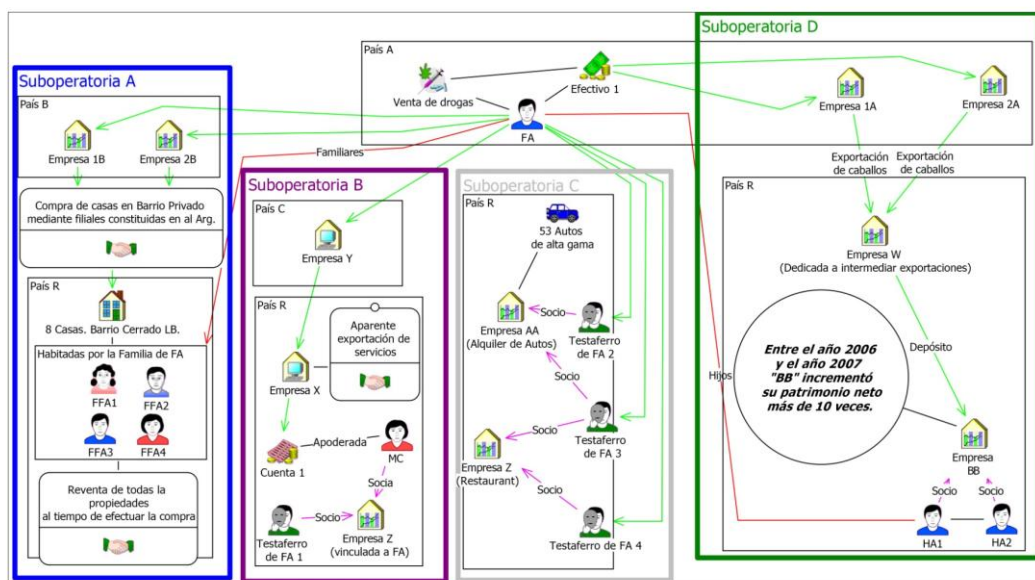 Suboperatoria A
País B
Empresa 1B
Empresa 2B
Compra de casas en Barrio Privado
mediante filiales constituidas en al Arg.
País R
8 Casas. Barrio Cerrado LB.
Habitadas por la Familia de FA
FFA1
FFA2
FFA3
FFA4
Reventa de todas la
propiedades
al tiempo de efectuar la compra
País A
Venta de drogas
Efectivo 1
FA
Familiares
Hijos
Suboperatoria B
País C
Empresa Y
País R
Aparente
exportación de
servicios
Empresa X
Cuenta 1
Apoderada
MC
Socia
Testaferro
de FA 1
Socio
Empresa Z
(vinculada a FA)
Suboperatoria C
País R
53 Autos
de alta gama
Empresa AA
(Alquiler de Autos)
Socio
Testaferro
de FA 2
Socio
Testaferro
de FA 3
Socio
Empresa Z
(Restaurant)
Socio
Testaferro de FA 4
Suboperatoria D
Empresa 1A
Empresa 2A
Exportación
de caballos
Exportación
de caballos
País R
Empresa W
(Dedicada a intermediar exportaciones)
Depósito
Entre el año 2006
y el año 2007
"BB" incrementó
su patrimonio neto
más de 10 veces.
Empresa
BB
Socio
Socio
HA1
HA2